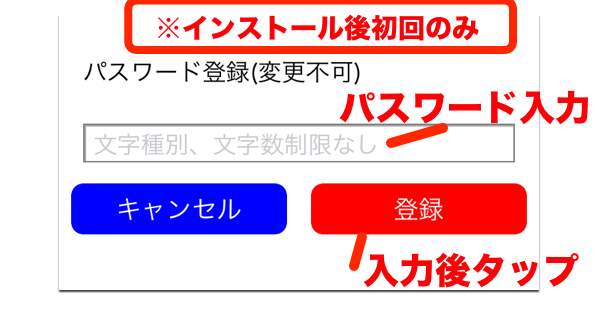 ※インストール後初回のみ
パスワード登録(変更不可)
パスワード入力
文字種別、文字数制限なし
キャンセル
登録
入力後タップ